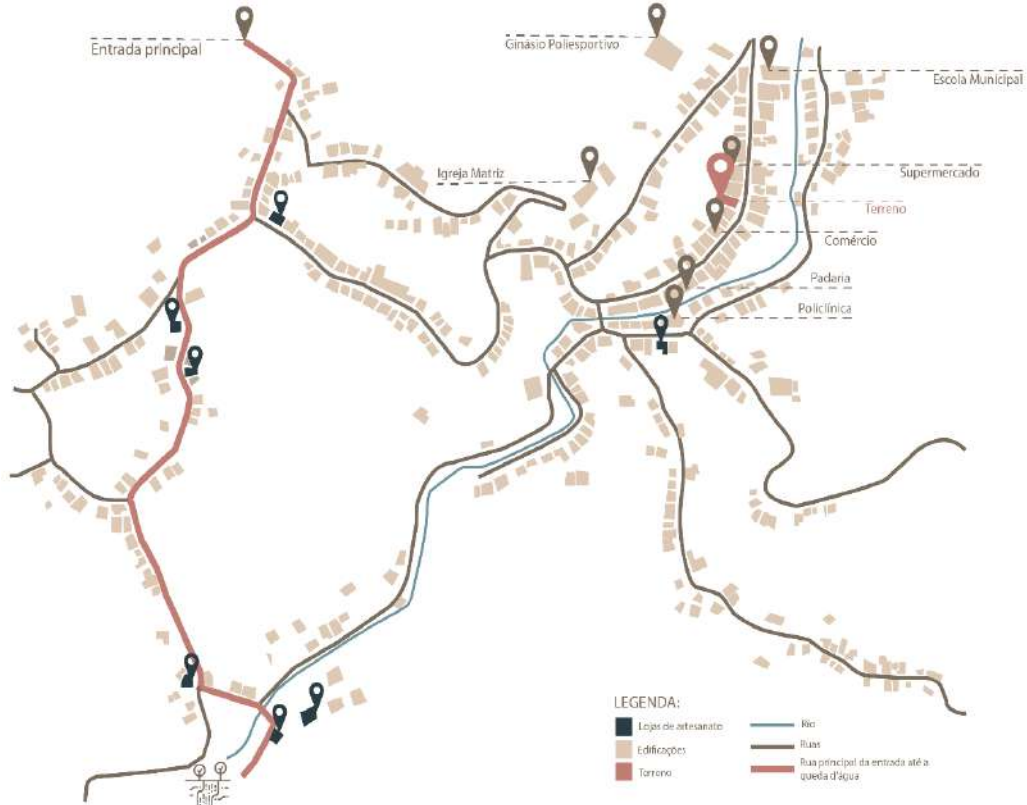 Entrada principal
Ginásio Poliesportivo
Escola Municipal
Igreja Matriz
Supermercado
Terreno
Comércio
Padaria
Policlínica
LEGENDA:
Lojas de artesanato
Edificações
Terreno
Rio
Ruas
Rua principal da entrada até a
queda d'água